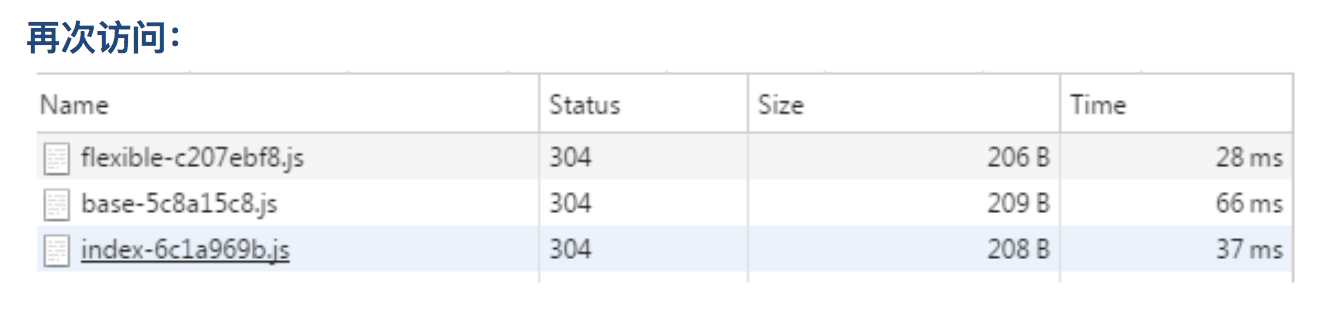 再次访问：
Name Status Size Time
flexible-c207ebf8.js 304 206 B 28 ms
base-5c8a15c8.js 304 209 B 66 ms
index-6c1a969b.js 304 208 B 37 ms